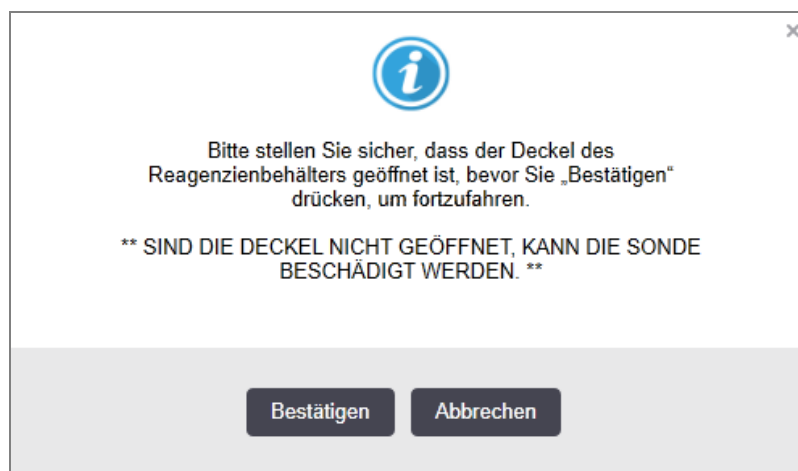 Bitte stellen Sie sicher, dass der Deckel des
Reagenzienbehälters geöffnet ist, bevor Sie „Bestätigen“
drücken, um fortzufahren.
** SIND DIE DECKEL NICHT GEÖFFNET, KANN DIE SONDE
BESCHÄDIGT WERDEN. **
Bestätigen Abbrechen